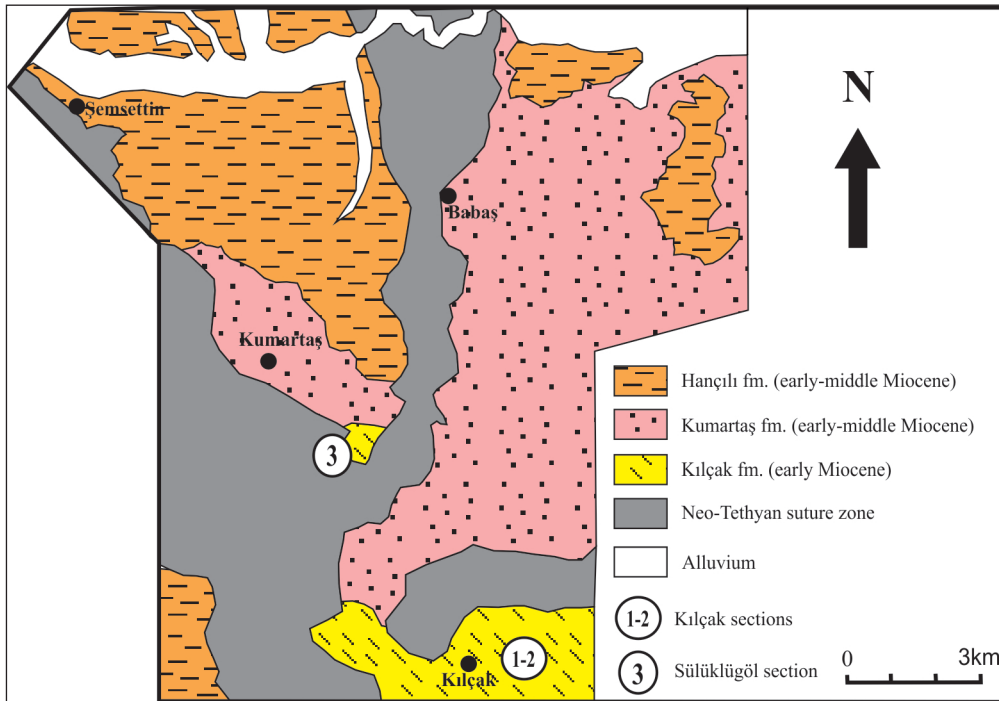 Şemsettin
N
Babaş
Kumartaş
Hançılı fm. (early-middle Miocene)
Kumartaş fm. (early-middle Miocene)
3
Kılçak fm. (early Miocene)
Neo-Tethyan suture zone
Alluvium
1-2 Kılçak sections
1-2
Kılçak
3 Sülüklügöl section
0 3km